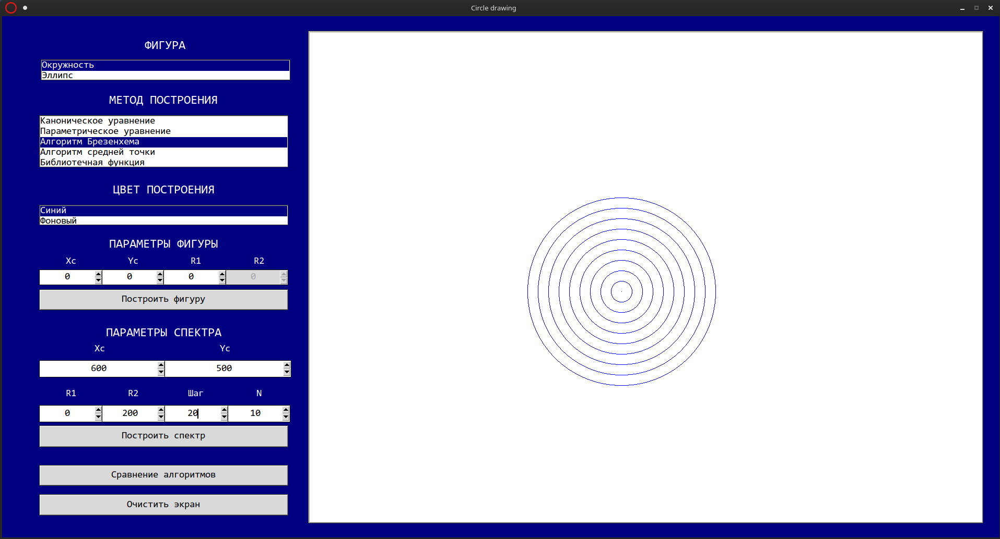 Circle drawing
ФИГУРА
Окружность
Эллипс
МЕТОД ПОСТРОЕНИЯ
Каноническое уравнение
Параметрическое уравнение
Алгоритм Брезенхема
Алгоритм средней точки
Библиотечная функция
ЦВЕТ ПОСТРОЕНИЯ
Синий
Фоновый
ПАРАМЕТРЫ ФИГУРЫ
Xc Yc R1 R2
0 0 0 0
Построить фигуру
ПАРАМЕТРЫ СПЕКТРА
Xc Yc
600 500
R1 R2 Шаг N
0 200 20 10
Построить спектр
Сравнение алгоритмов
Очистить экран